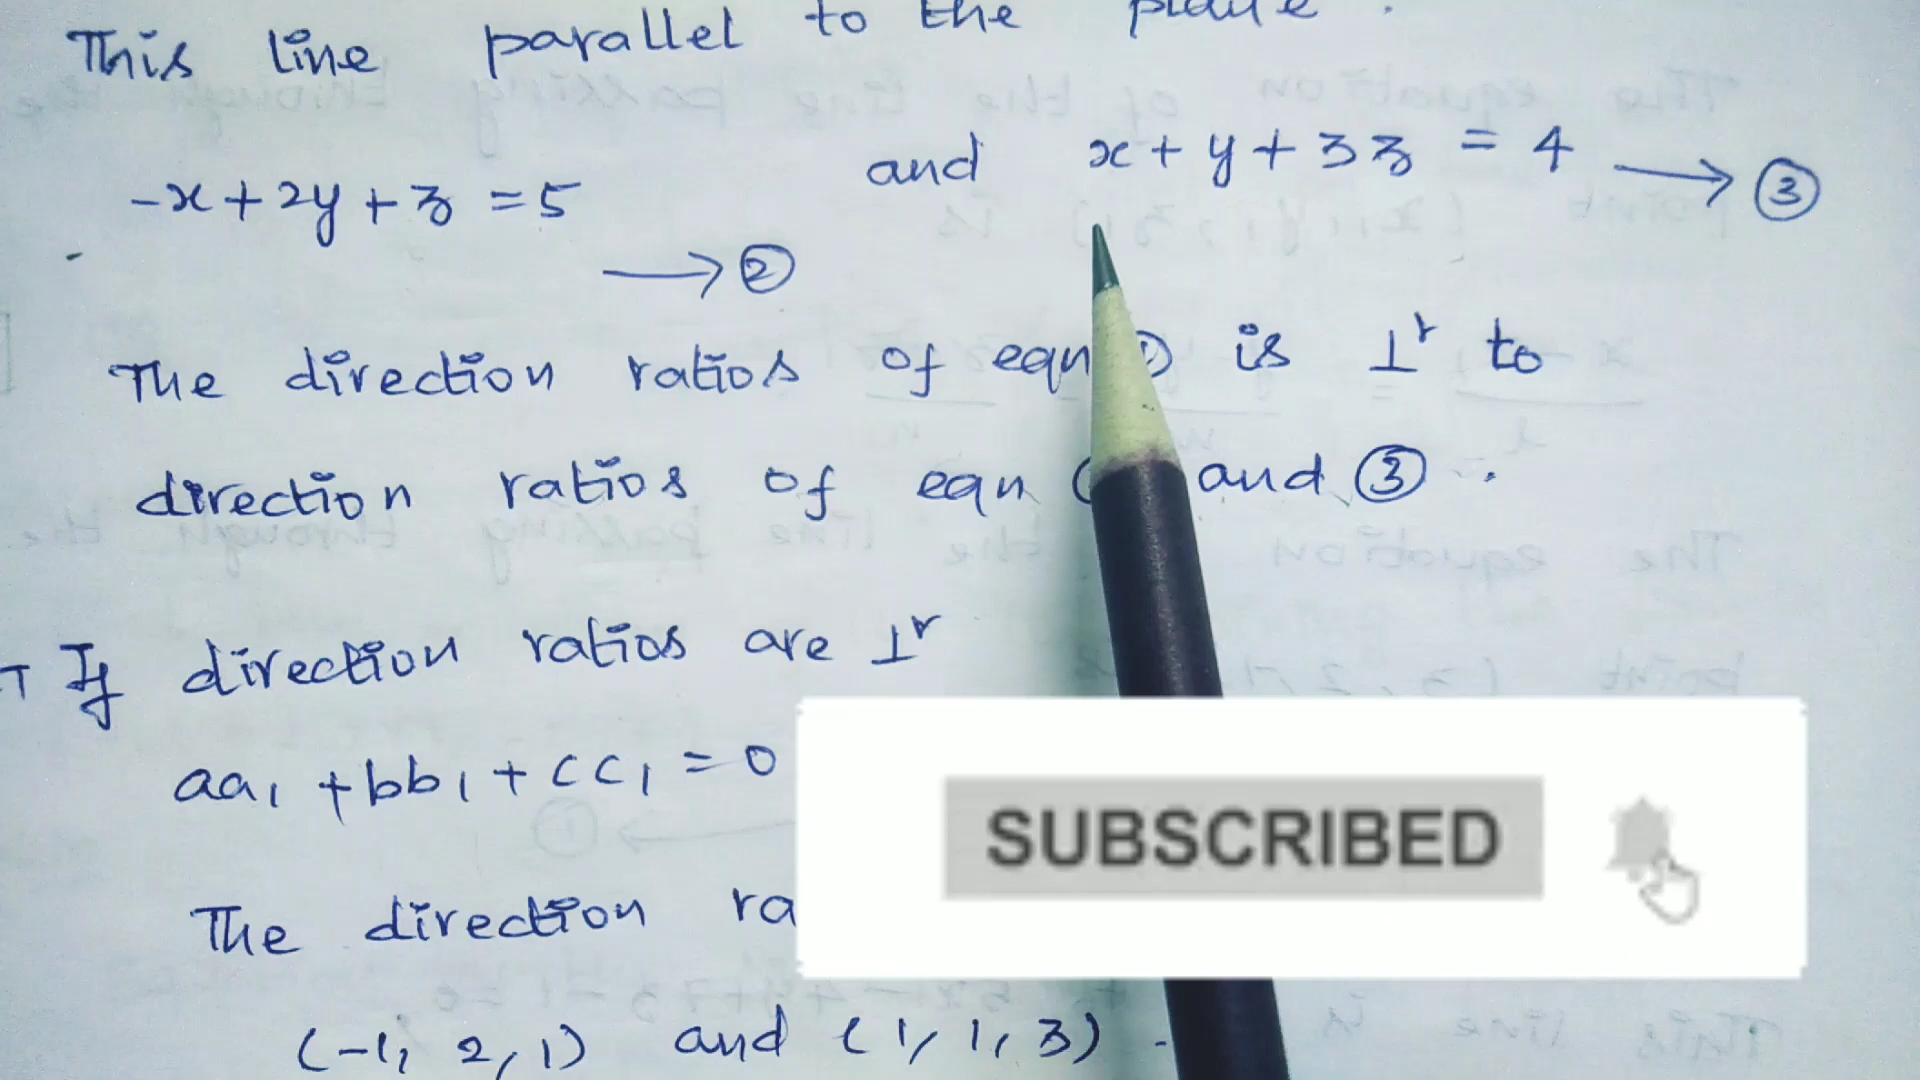 This line parallel to the plane.
-x+2y+z=5 and x+y+3z=4 → ③
→ ②
The direction ratios of eqn ① is ⊥r to
direction ratios of eqn and ③.
If direction ratios are ⊥r
aa1 +bb1 +cc1 =0
SUBSCRIBED
The direction ra
(-1, 2, 1) and (1, 1, 3).